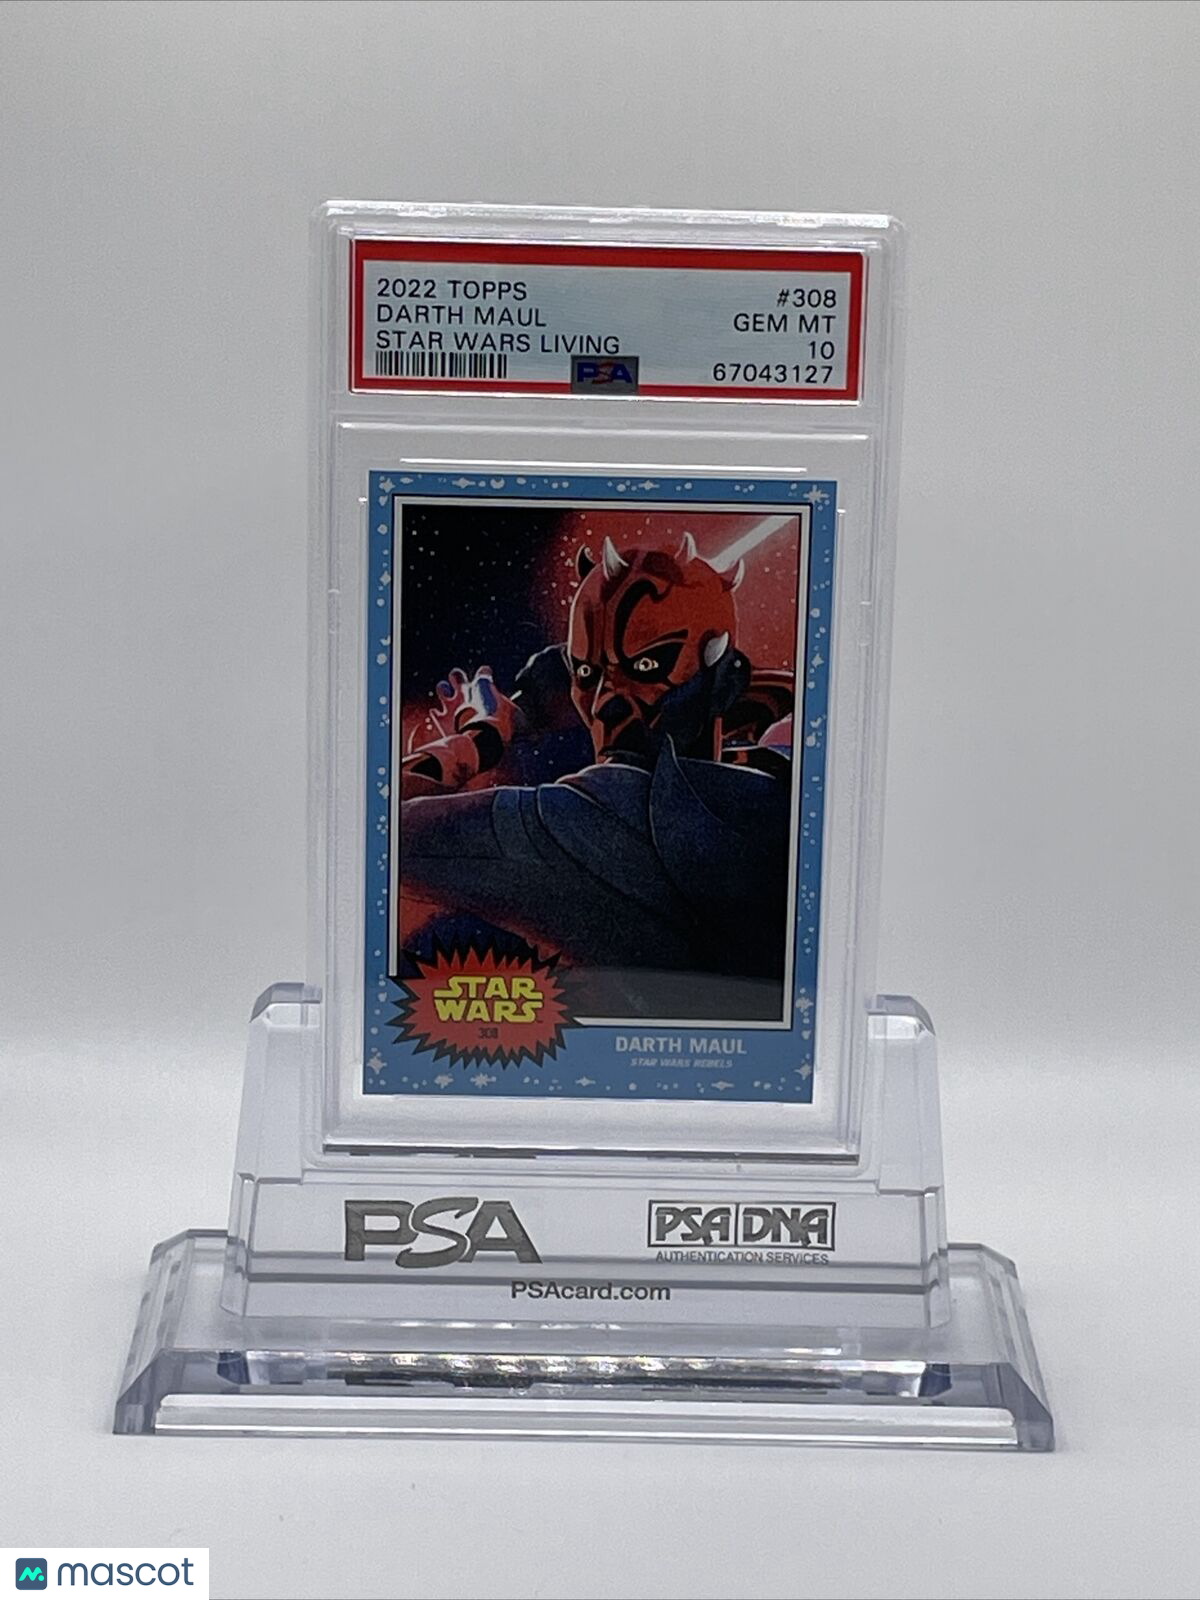 2022 TOPPS
DARTH MAUL
STAR WARS LIVING
#308
GEM MT
10
67043127
PSA
STAR
WARS
308
DARTH MAUL
STAR WARS REBELS
PSA
PSA DNA
AUTHENTICATION SERVICES
PSAcard.com
mascot